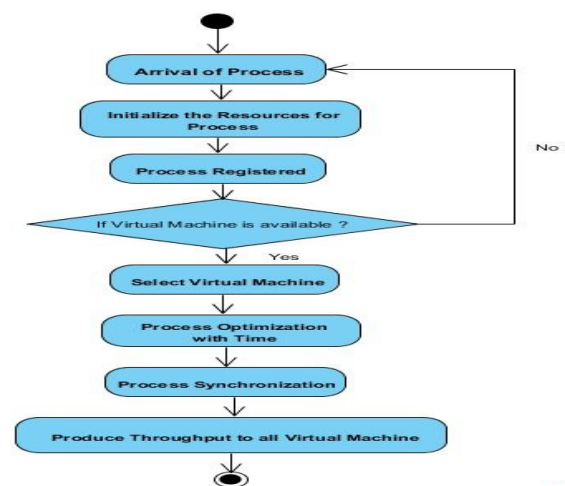 Arrival of Process
Initialize the Resources for
Process
Process Registered
No
If Virtual Machine is available ?
Yes
Select Virtual Machine
Process Optimization
with Time
Process Synchronization
Produce Throughput to all Virtual Machine